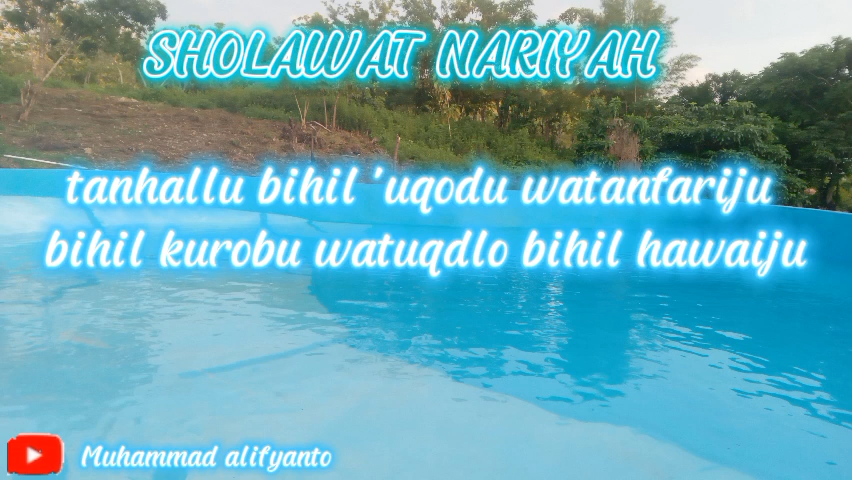 SHOLAWAT NARIYAH
tanhallu bihil 'uqodu watanfariju
bihil kurobu watuqdlo bihil hawaiju
Muhammad alifyanto